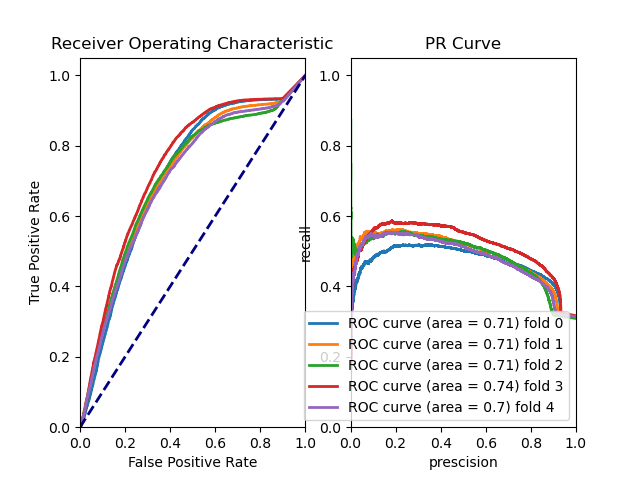 Receiver Operating Characteristic
PR Curve
1.0
0.8
0.6
0.4
0.2
0.0
True Positive Rate
0.0 0.2 0.4 0.6 0.8 1.0
False Positive Rate
1.0
0.8
0.6
0.4
0.2
0.0
recall
ROC curve (area = 0.71) fold 0
ROC curve (area = 0.71) fold 1
ROC curve (area = 0.71) fold 2
ROC curve (area = 0.74) fold 3
ROC curve (area = 0.7) fold 4
0.0 0.2 0.4 0.6 0.8 1.0
prescision